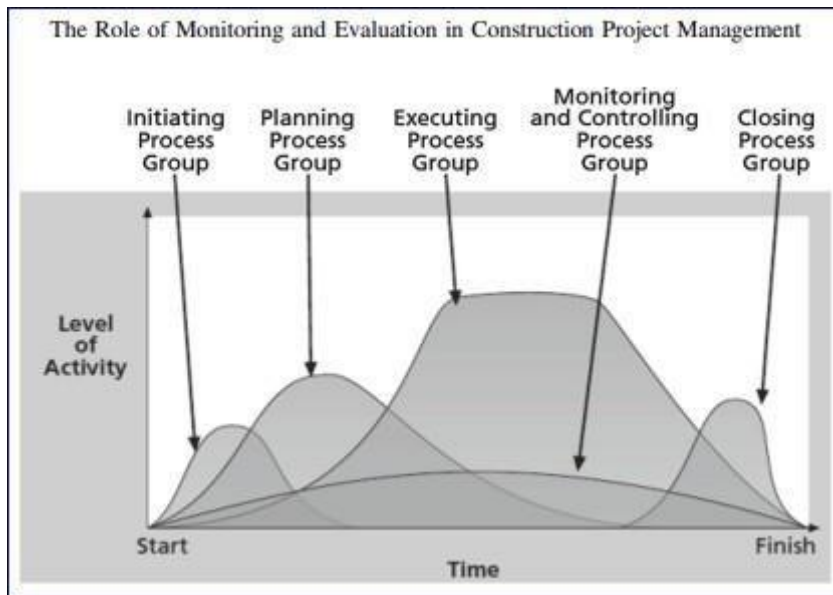 The Role of Monitoring and Evaluation in Construction Project Management
Initiating
Process
Group
Planning
Process
Group
Executing
Process
Group
Monitoring
and Controlling
Process
Group
Closing
Process
Group
Level
of
Activity
Start
Finish
Time